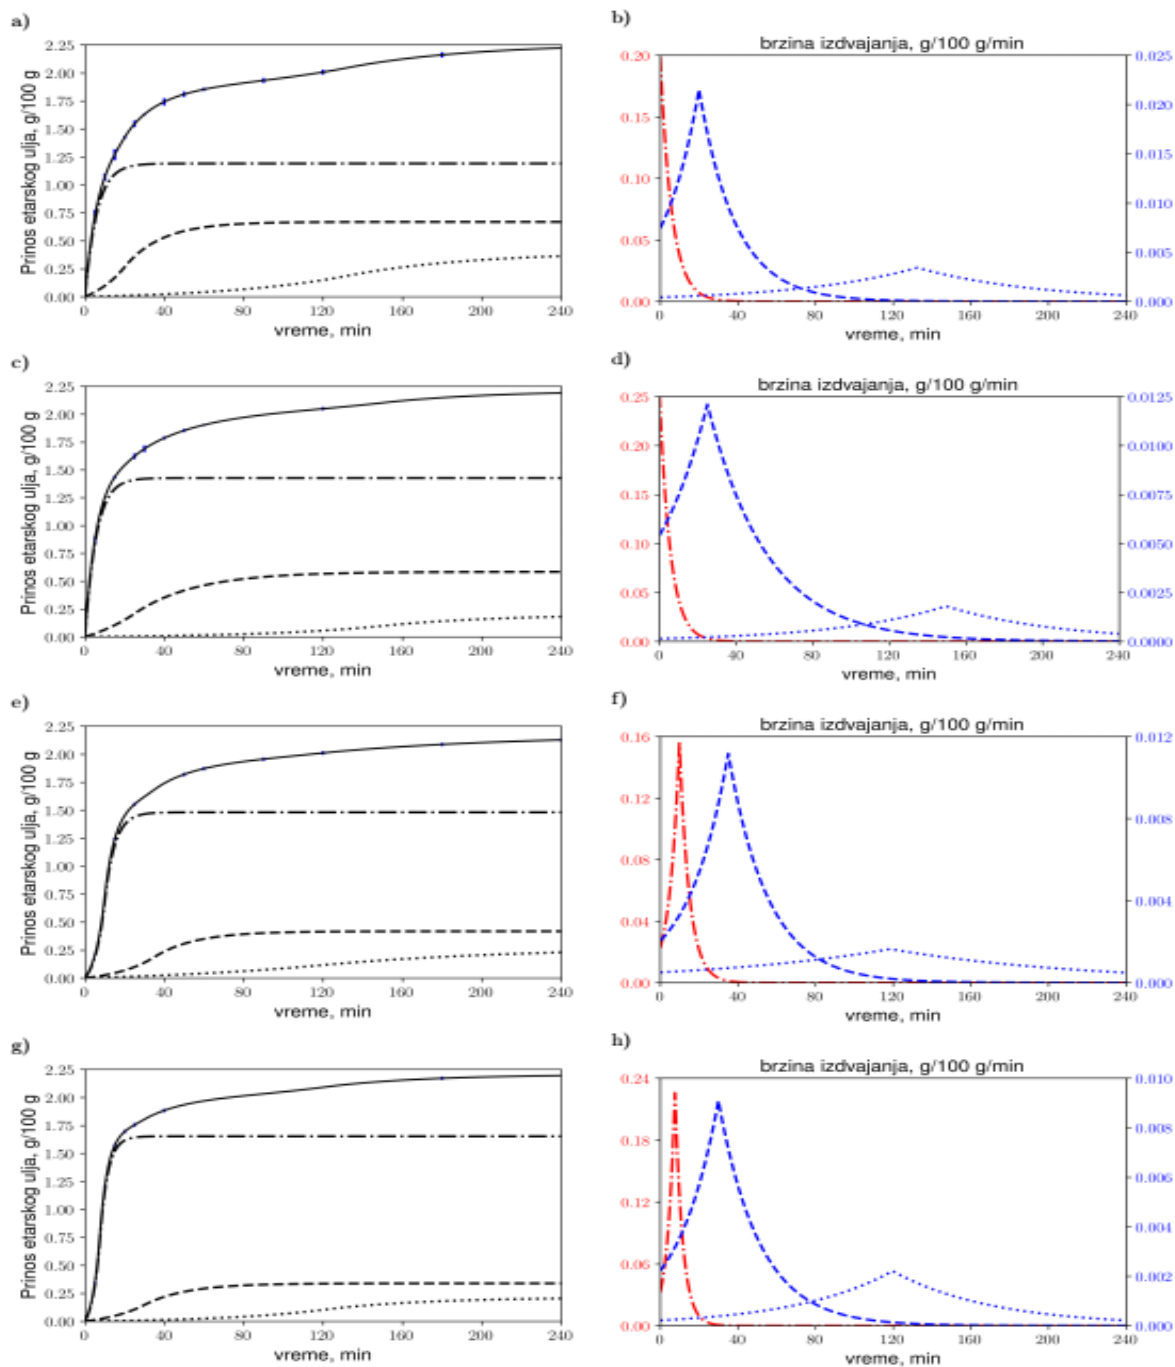 a)
2.25
2.00
1.75
1.50
1.25
1.00
0.75
0.50
0.25
0.00
Prinos etarskog ulja, g/100 g
0 40 80 120 160 200 240
vreme, min
b)
brzina izdvajanja, g/100 g/min
0.20
0.15
0.10
0.05
0.00
0.025
0.020
0.015
0.010
0.005
0.000
0 40 80 120 160 200 240
vreme, min
c)
2.25
2.00
1.75
1.50
1.25
1.00
0.75
0.50
0.25
0.00
Prinos etarskog ulja, g/100 g
0 40 80 120 160 200 240
vreme, min
d)
brzina izdvajanja, g/100 g/min
0.25
0.20
0.15
0.10
0.05
0.00
0.0125
0.0100
0.0075
0.0050
0.0025
0.0000
0 40 80 120 160 200 240
vreme, min
e)
2.25
2.00
1.75
1.50
1.25
1.00
0.75
0.50
0.25
0.00
Prinos etarskog ulja, g/100 g
0 40 80 120 160 200 240
vreme, min
f)
brzina izdvajanja, g/100 g/min
0.16
0.12
0.08
0.04
0.00
0.012
0.008
0.004
0.000
0 40 80 120 160 200 240
vreme, min
g)
2.25
2.00
1.75
1.50
1.25
1.00
0.75
0.50
0.25
0.00
Prinos etarskog ulja, g/100 g
0 40 80 120 160 200 240
vreme, min
h)
brzina izdvajanja, g/100 g/min
0.24
0.18
0.12
0.06
0.00
0.010
0.008
0.006
0.004
0.002
0.000
0 40 80 120 160 200 240
vreme, min